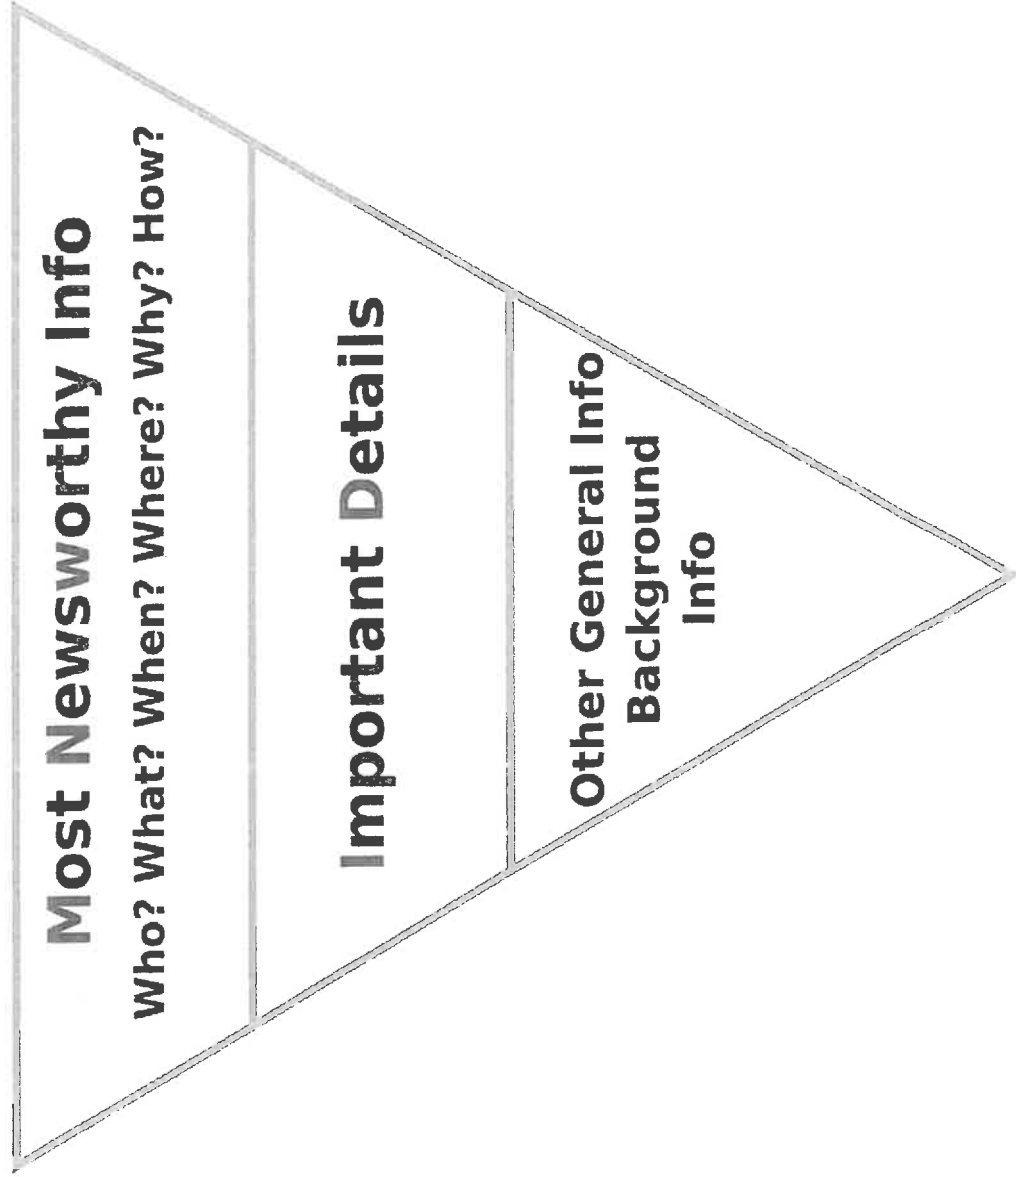 Most Newsworthy Info
Who? What? When? Where? Why? How?
Important Details
Other General Info
Background
Info